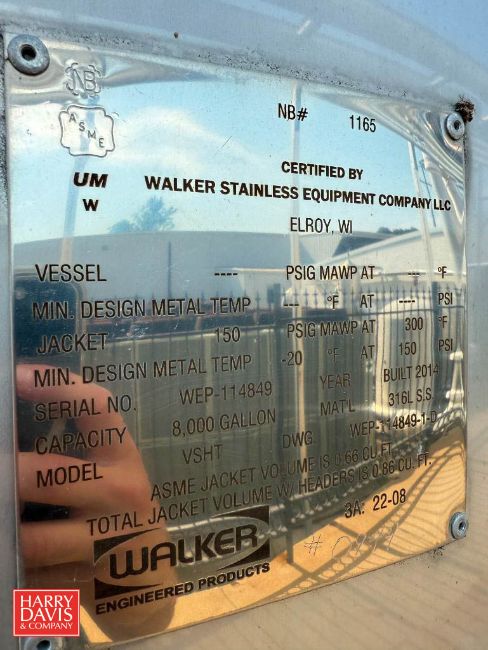 NB
NB# 1165
ASME
CERTIFIED BY
UM WALKER STAINLESS EQUIPMENT COMPANY LLC
W
ELROY, WI
VESSEL ---- PSIG MAWP AT --- °F
MIN. DESIGN METAL TEMP ---- °F AT ---- PSI
JACKET 150 PSIG MAWP AT 300 °F
MIN. DESIGN METAL TEMP -20 °F AT 150 PSI
SERIAL NO. WEP-114849 YEAR BUILT 2014
CAPACITY 8,000 GALLON MAT'L 316L S.S.
MODEL VSHT DWG. WEP-114849-1-D
ASME JACKET VOLUME IS 0.66 CU. FT.
TOTAL JACKET VOLUME W/ HEADERS IS 0.86 CU. FT.
3A: 22-08
WALKER
ENGINEERED PRODUCTS
HARRY
DAVIS
& COMPANY